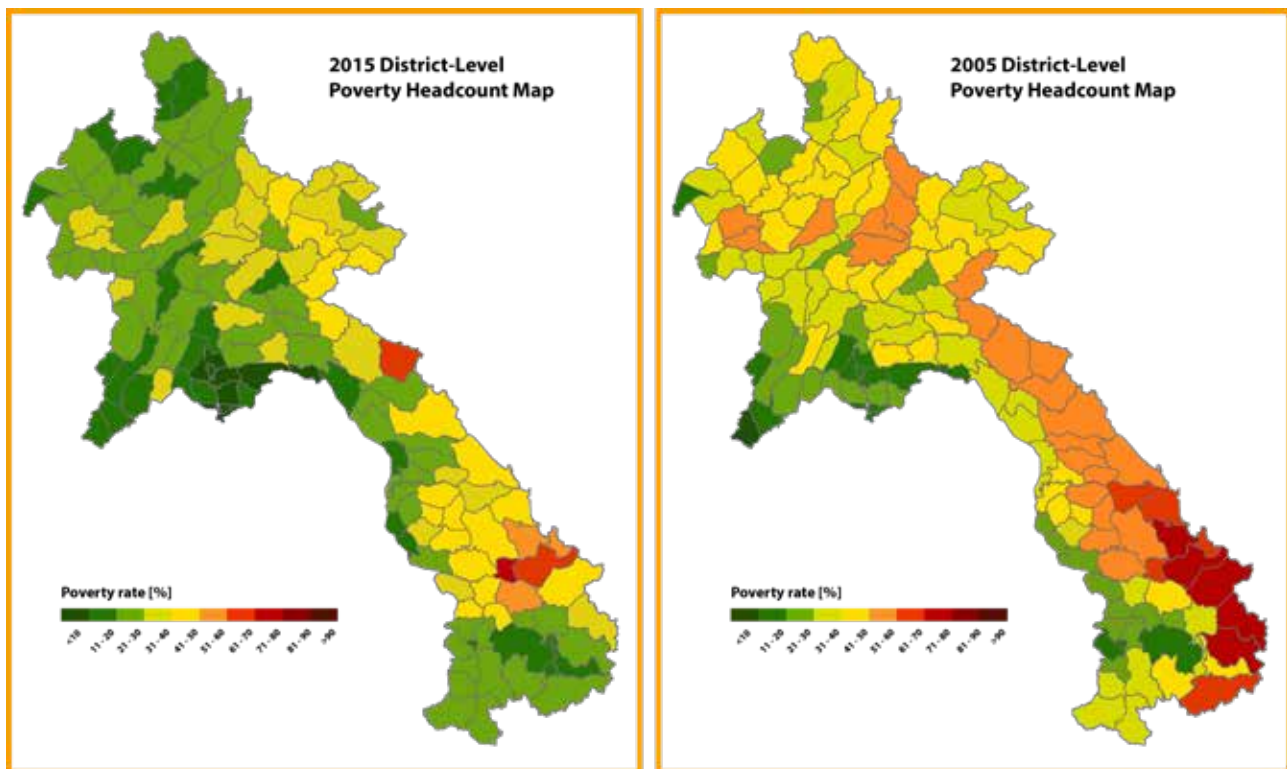 2015 District-Level
Poverty Headcount Map
Poverty rate [%]
<10 11 - 20 21 - 30 31 - 40 41 - 50 51 - 60 61 - 70 71 - 80 81 - 90 >90
2005 District-Level
Poverty Headcount Map
Poverty rate [%]
<10 11 - 20 21 - 30 31 - 40 41 - 50 51 - 60 61 - 70 71 - 80 81 - 90 >90